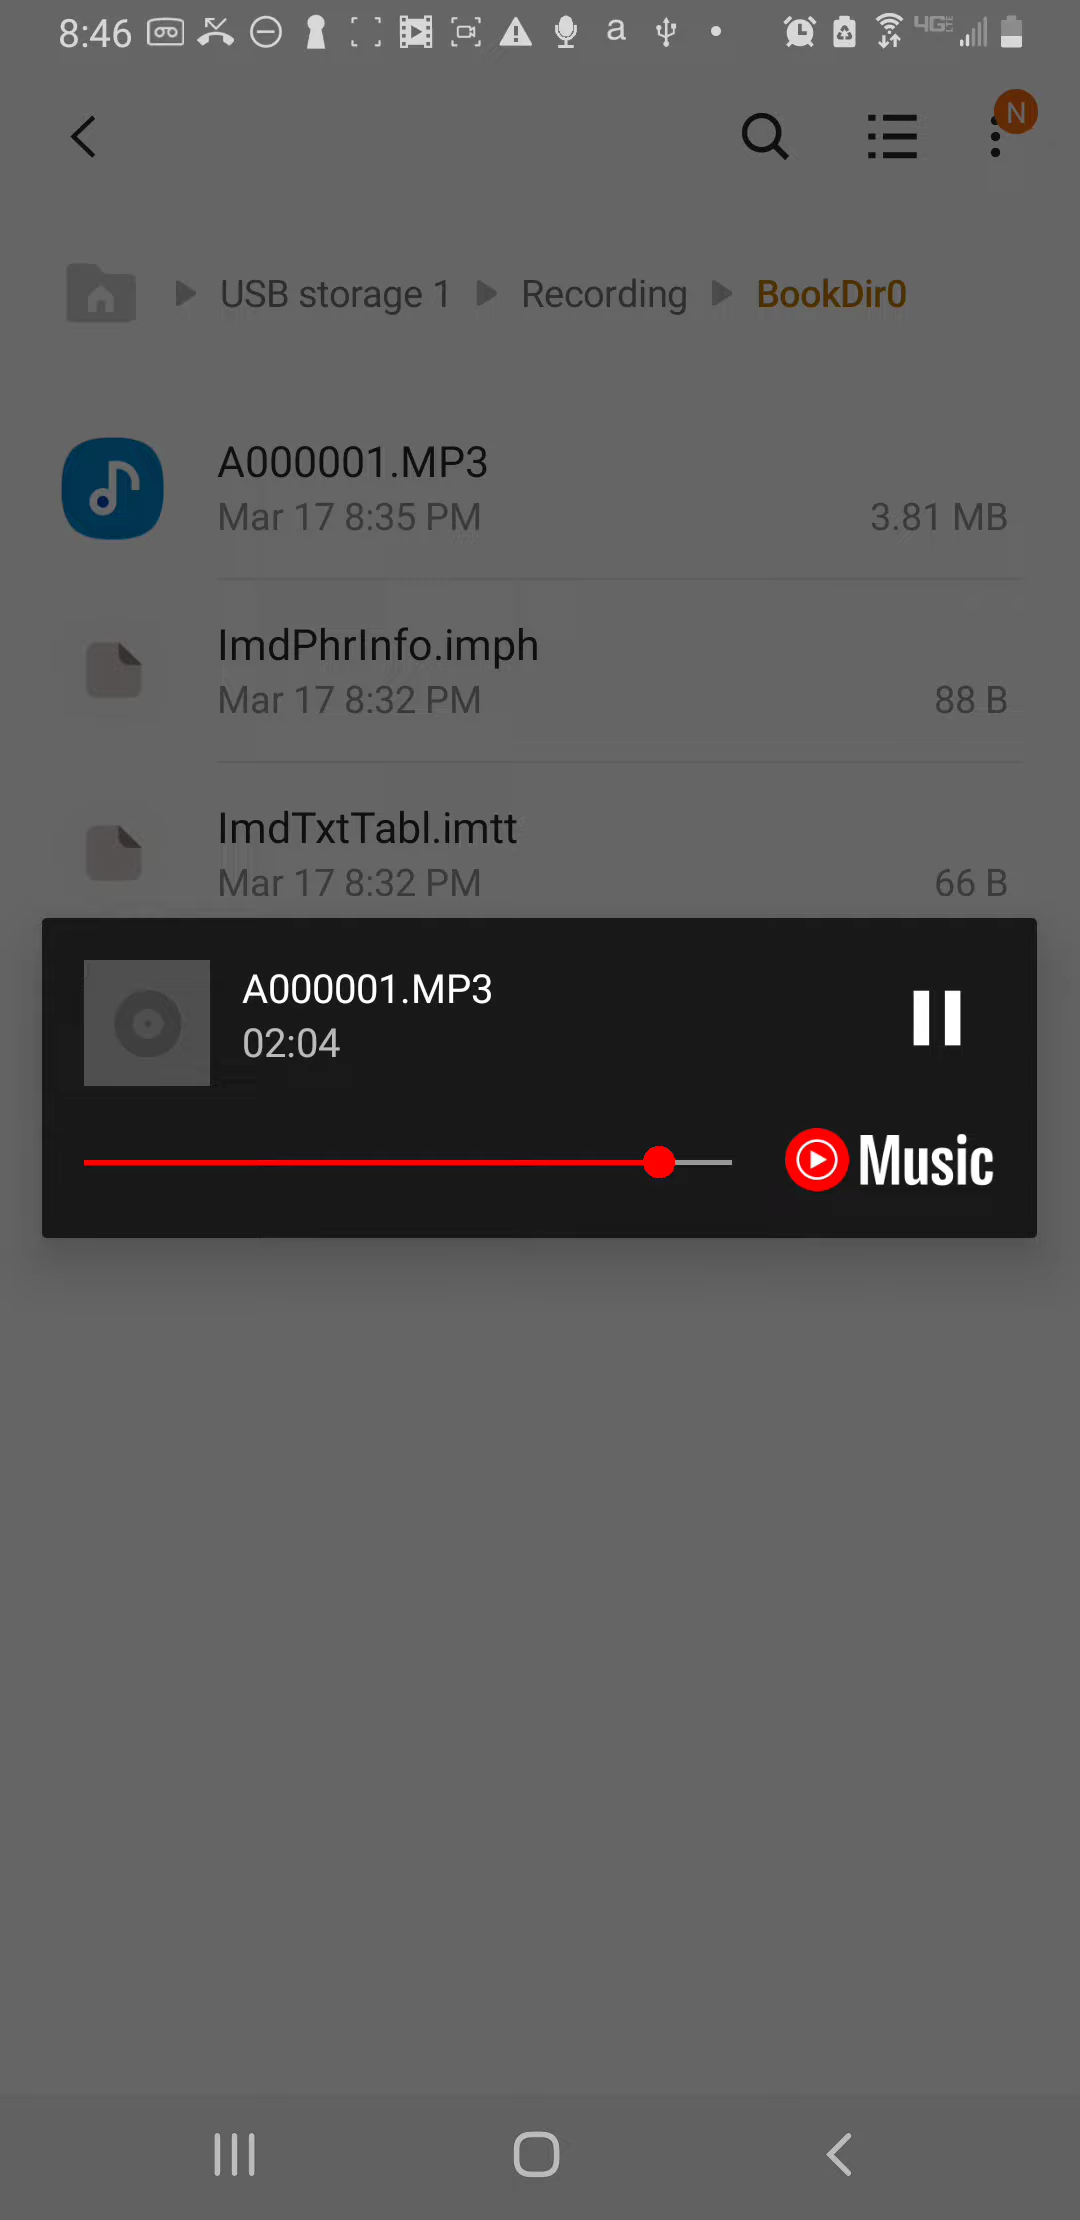 8:46 a 4G LTE
N
USB storage 1 Recording BookDir0
A000001.MP3
Mar 17 8:35 PM 3.81 MB
ImdPhrInfo.imph
Mar 17 8:32 PM 88 B
ImdTxtTabl.imtt
Mar 17 8:32 PM 66 B
A000001.MP3
02:04
Music